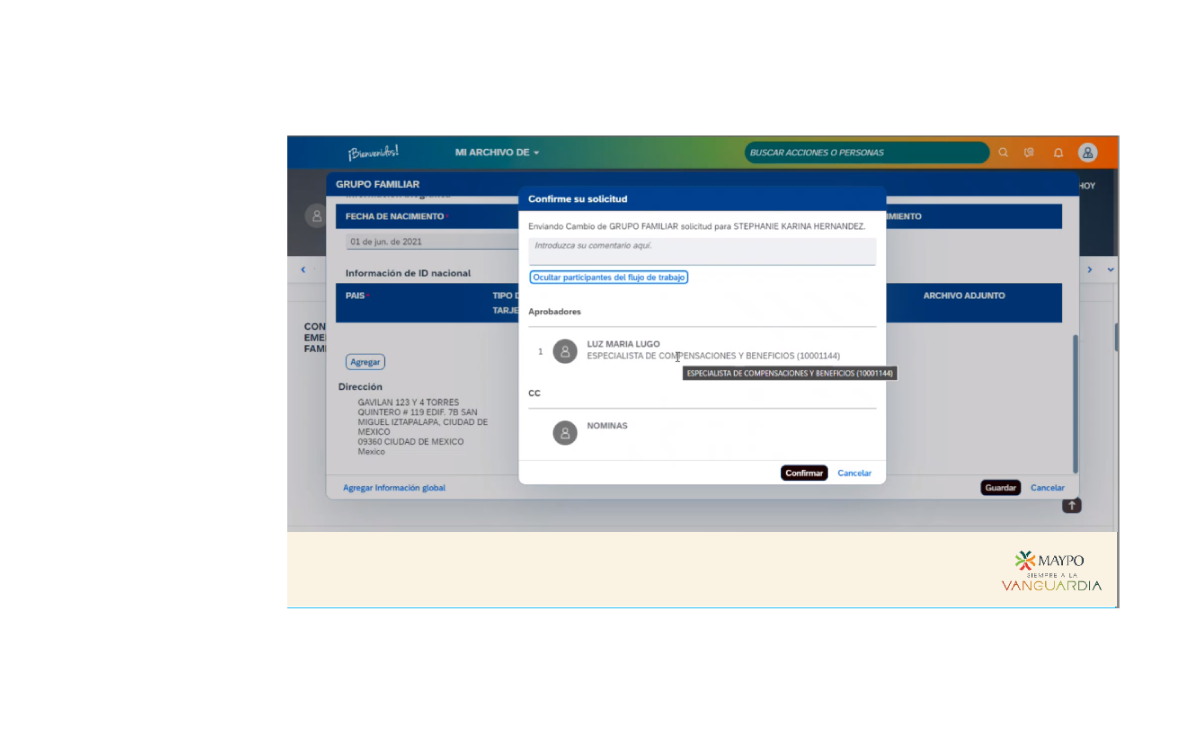 ¡Bienvenidos!
MI ARCHIVO DE
BUSCAR ACCIONES O PERSONAS
GRUPO FAMILIAR
HOY
Confirme su solicitud
FECHA DE NACIMIENTO*
IMIENTO
Enviando Cambio de GRUPO FAMILIAR solicitud para STEPHANIE KARINA HERNANDEZ.
01 de jun. de 2021
Introduzca su comentario aquí.
Información de ID nacional
Ocultar participantes del flujo de trabajo
PAIS*
TIPO D
TARJE
ARCHIVO ADJUNTO
Aprobadores
CON
EME
FAMI
1
LUZ MARIA LUGO
ESPECIALISTA DE COMPENSACIONES Y BENEFICIOS (10001144)
ESPECIALISTA DE COMPENSACIONES Y BENEFICIOS (10001144)
Agregar
Dirección
GAVILAN 123 Y 4 TORRES
QUINTERO # 119 EDIF. 7B SAN
MIGUEL IZTAPALAPA, CIUDAD DE
MEXICO
09360 CIUDAD DE MEXICO
Mexico
CC
NOMINAS
Confirmar
Cancelar
Agregar Información global
Guardar
Cancelar
MAYPO
SIEMPRE A LA
VANGUARDIA